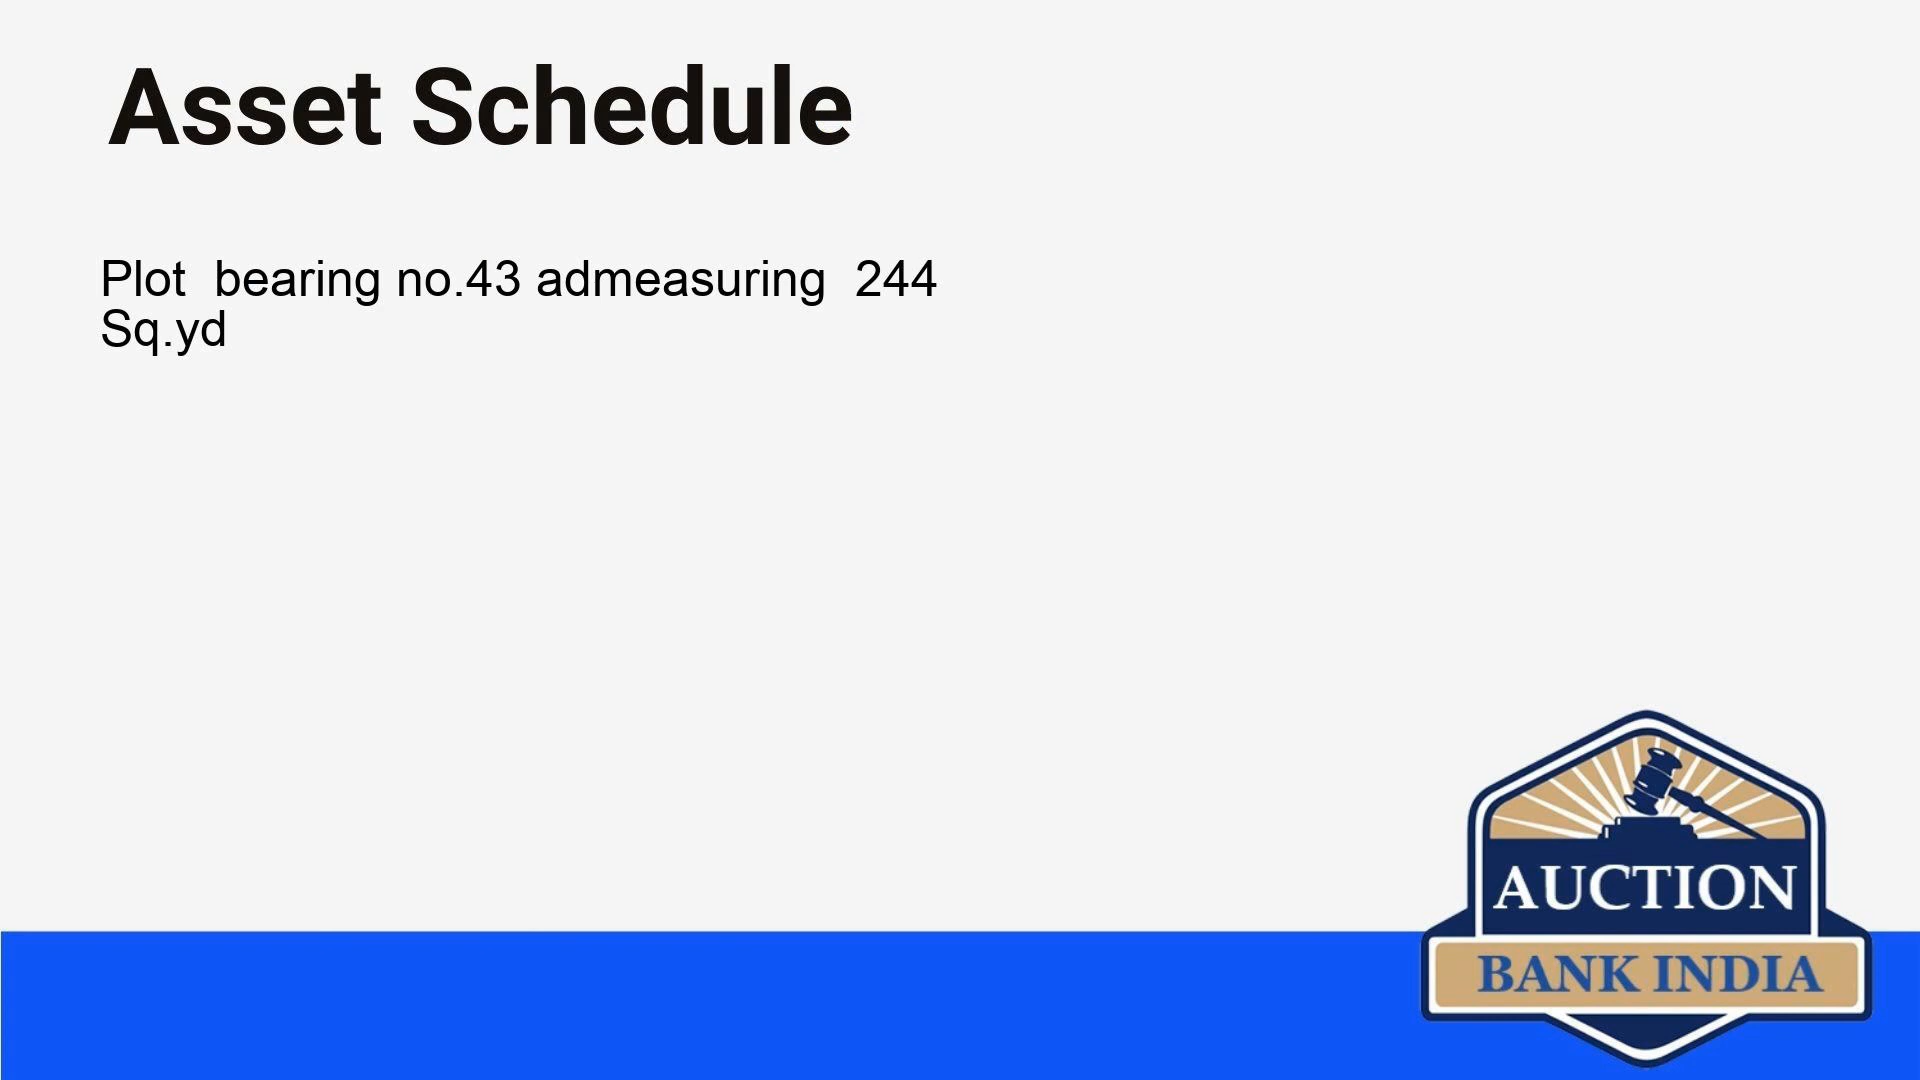 Asset Schedule
Plot  bearing no.43 admeasuring  244
Sq.yd
AUCTION
BANK INDIA